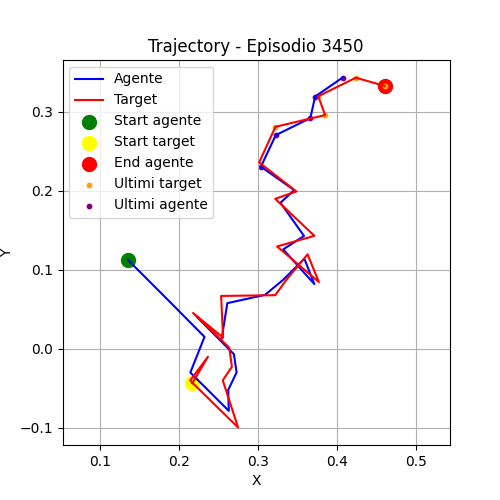 Trajectory - Episodio 3450
Agente
Target
Start agente
Start target
End agente
Ultimi target
Ultimi agente
0.3
0.2
0.1
0.0
−0.1
Y
0.1
0.2
0.3
0.4
0.5
X